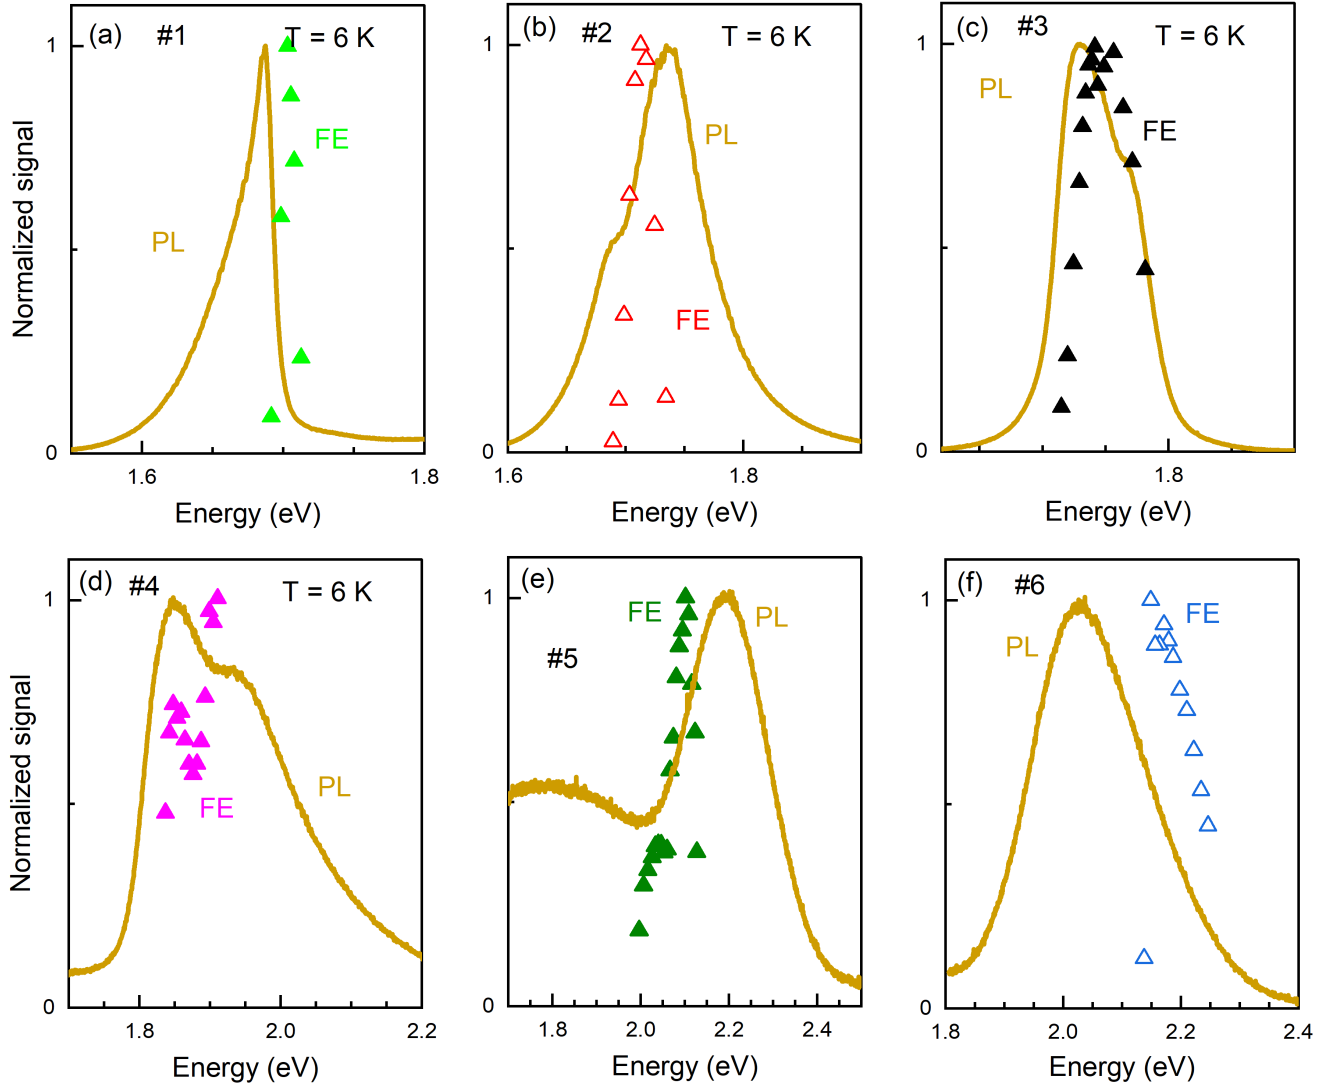 (a) #1 T = 6 K
1
FE
PL
Normalized signal
0
1.6 1.8
Energy (eV)
(b) #2 T = 6 K
1
PL
FE
0
1.6 1.8
Energy (eV)
(c) #3 T = 6 K
1
PL
FE
0
1.8
Energy (eV)
(d) #4 T = 6 K
1
FE
PL
Normalized signal
0
1.8 2.0 2.2
Energy (eV)
(e)
1
FE
PL
#5
0
1.8 2.0 2.2 2.4
Energy (eV)
(f) #6
1
FE
PL
0
1.8 2.0 2.2 2.4
Energy (eV)